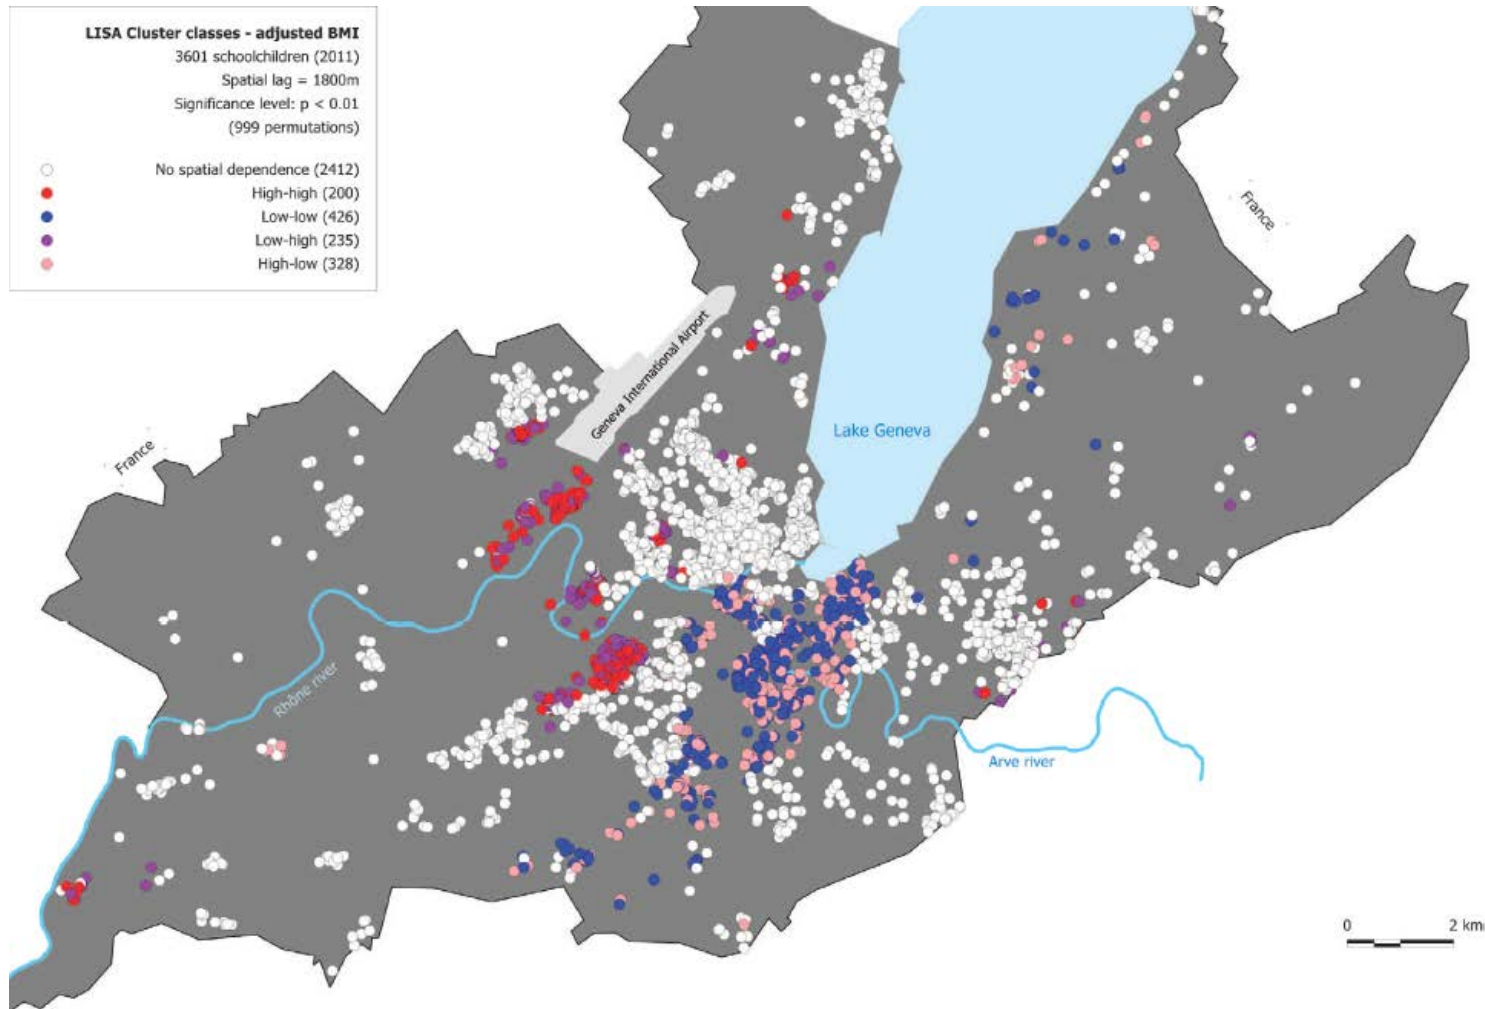 LISA Cluster classes - adjusted BMI
3601 schoolchildren (2011)
Spatial lag = 1800m
Significance level: p < 0.01
(999 permutations)
No spatial dependence (2412)
High-high (200)
Low-low (426)
Low-high (235)
High-low (328)
France
Geneva International Airport
Lake Geneva
France
Rhône river
Arve river
0 2 km